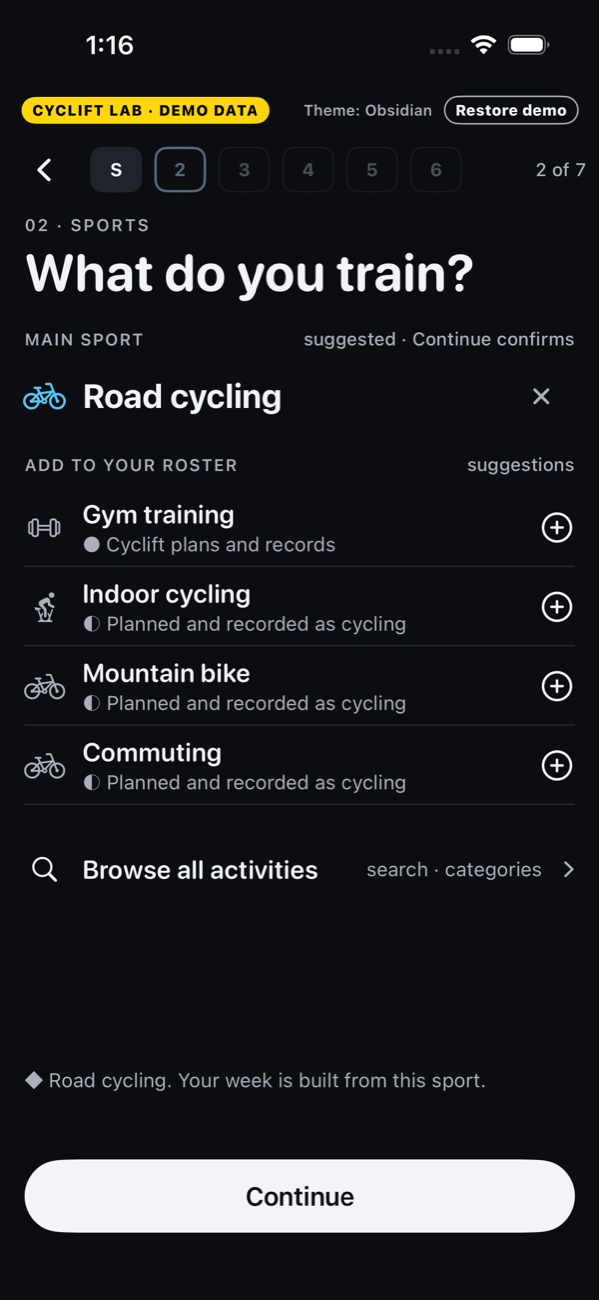 1:16
CYCLIFT LAB · DEMO DATA Theme: Obsidian Restore demo
S 2 3 4 5 6 2 of 7
02 · SPORTS
What do you train?
MAIN SPORT suggested · Continue confirms
Road cycling
ADD TO YOUR ROSTER suggestions
Gym training
Cyclift plans and records
Indoor cycling
Planned and recorded as cycling
Mountain bike
Planned and recorded as cycling
Commuting
Planned and recorded as cycling
Browse all activities search · categories
Road cycling. Your week is built from this sport.
Continue